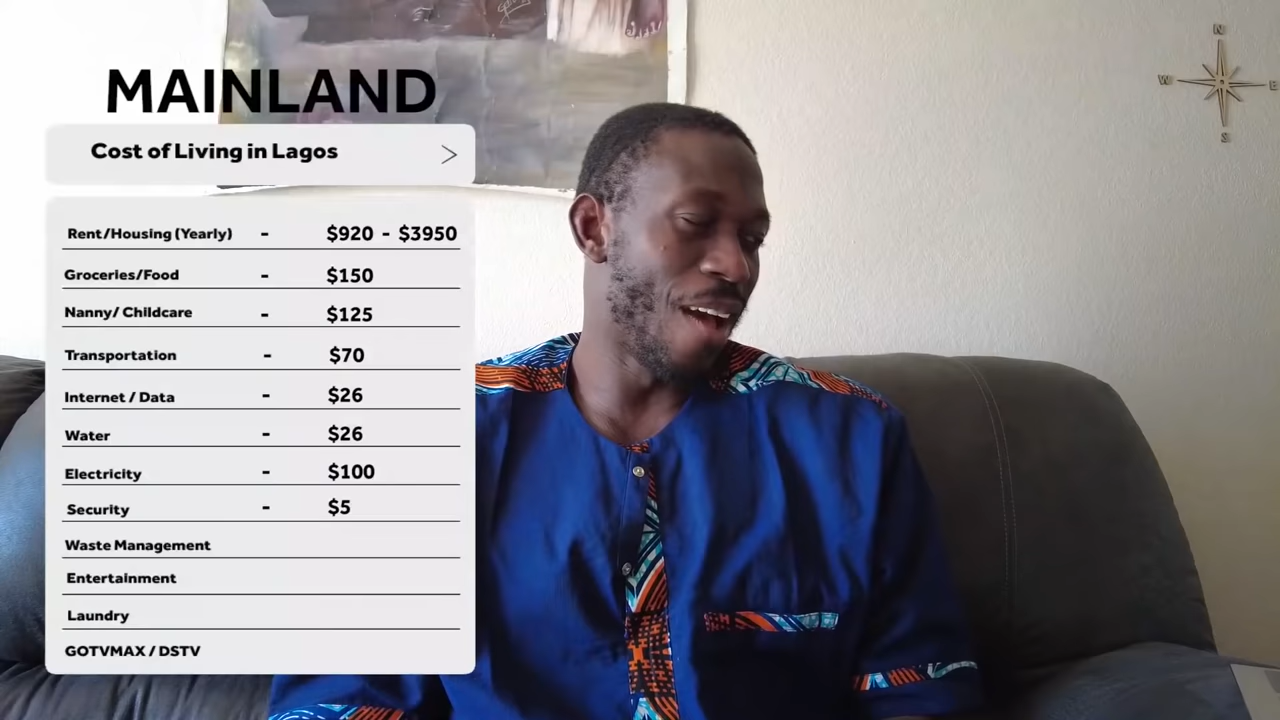 MAINLAND
Cost of Living in Lagos >
Rent/Housing (Yearly) - $920 - $3950
Groceries/Food - $150
Nanny/ Childcare - $125
Transportation - $70
Internet / Data - $26
Water - $26
Electricity - $100
Security - $5
Waste Management
Entertainment
Laundry
GOTVMAX / DSTV
N
W E
S